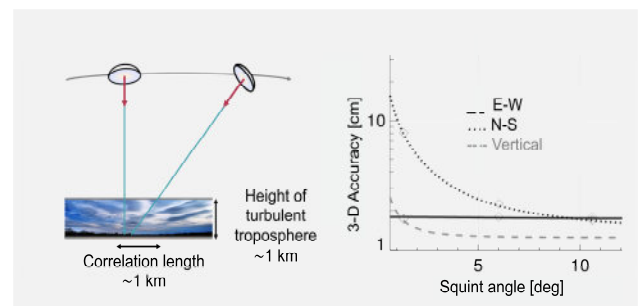 Height of
turbulent
troposphere
~1 km
Correlation length
~1 km
3-D Accuracy [cm]
10
1
E-W
N-S
Vertical
5
10
Squint angle [deg]